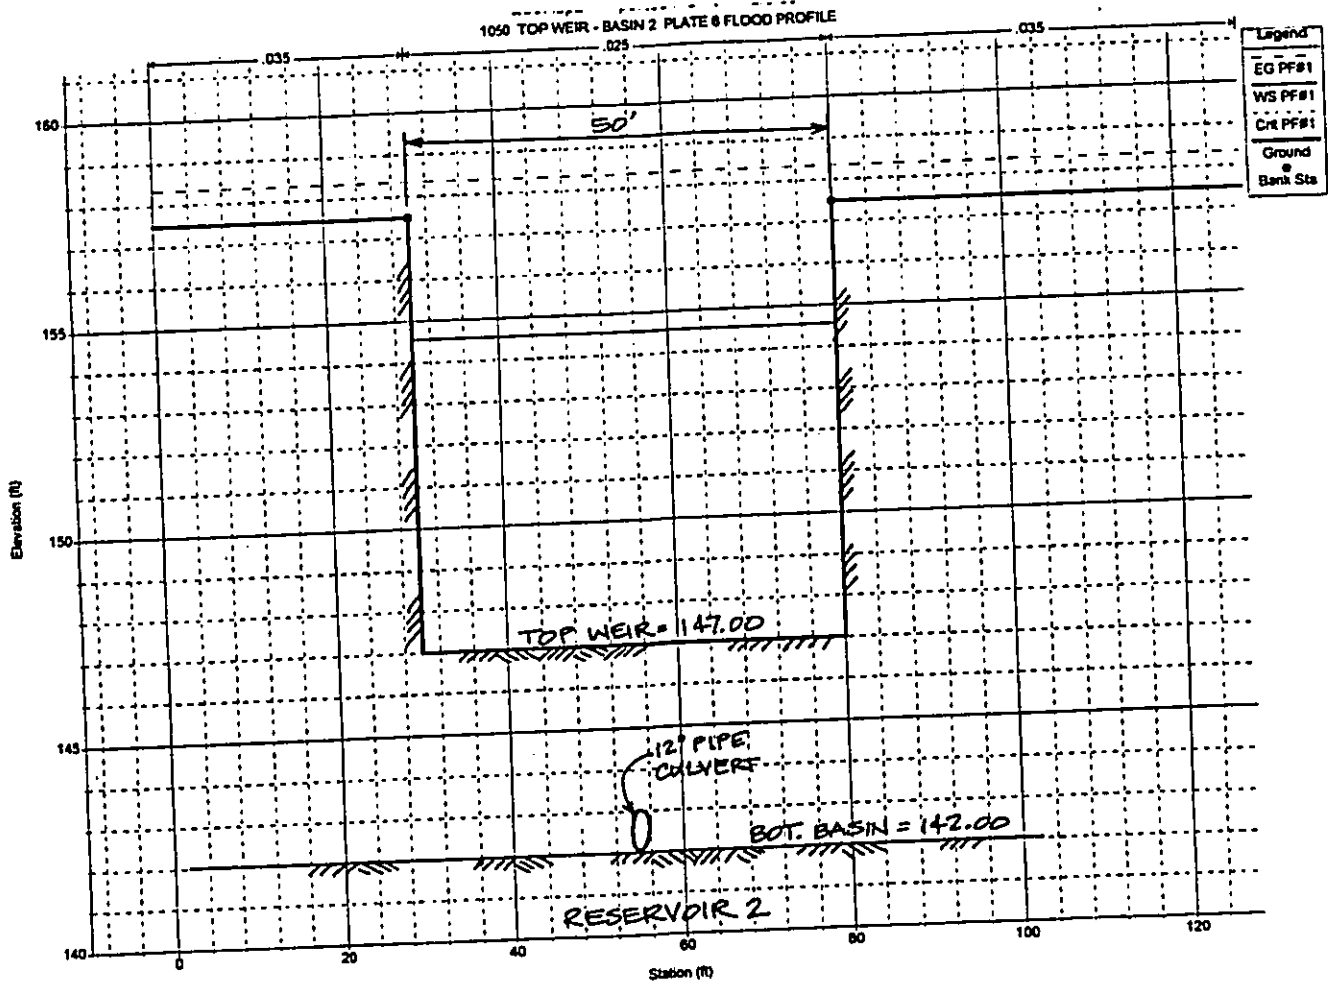 1050 TOP WEIR - BASIN 2 PLATE 6 FLOOD PROFILE
.035
.025
.035
Legend
EG PF#1
WS PF#1
Crit PF#1
Ground
Bank Sta
160
50'
155
Elevation (ft)
150
TOP WEIR = 147.00
145
12" PIPE
CULVERT
BOT. BASIN = 142.00
RESERVOIR 2
140
0
20
40
60
80
100
120
Station (ft)